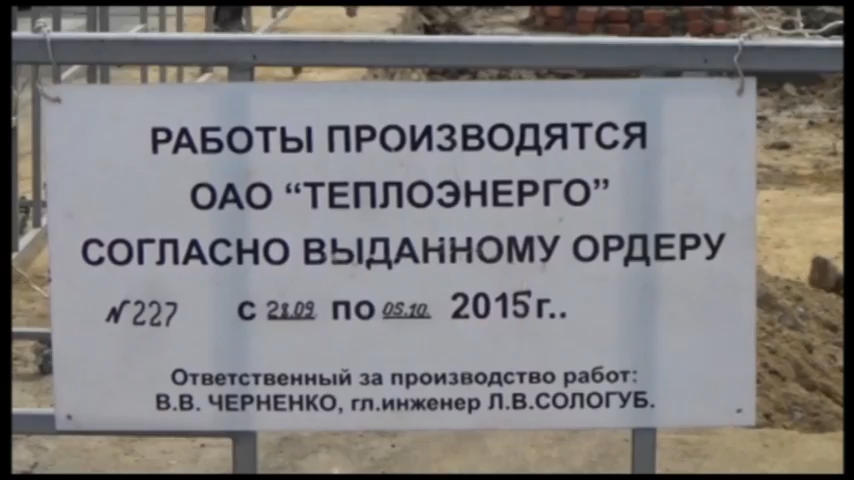 РАБОТЫ ПРОИЗВОДЯТСЯ
ОАО “ТЕПЛОЭНЕРГО”
СОГЛАСНО ВЫДАННОМУ ОРДЕРУ
№227 С 28.09 ПО 05.10. 2015г..
Ответственный за производство работ:
В.В. ЧЕРНЕНКО, гл.инженер Л.В.СОЛОГУБ.